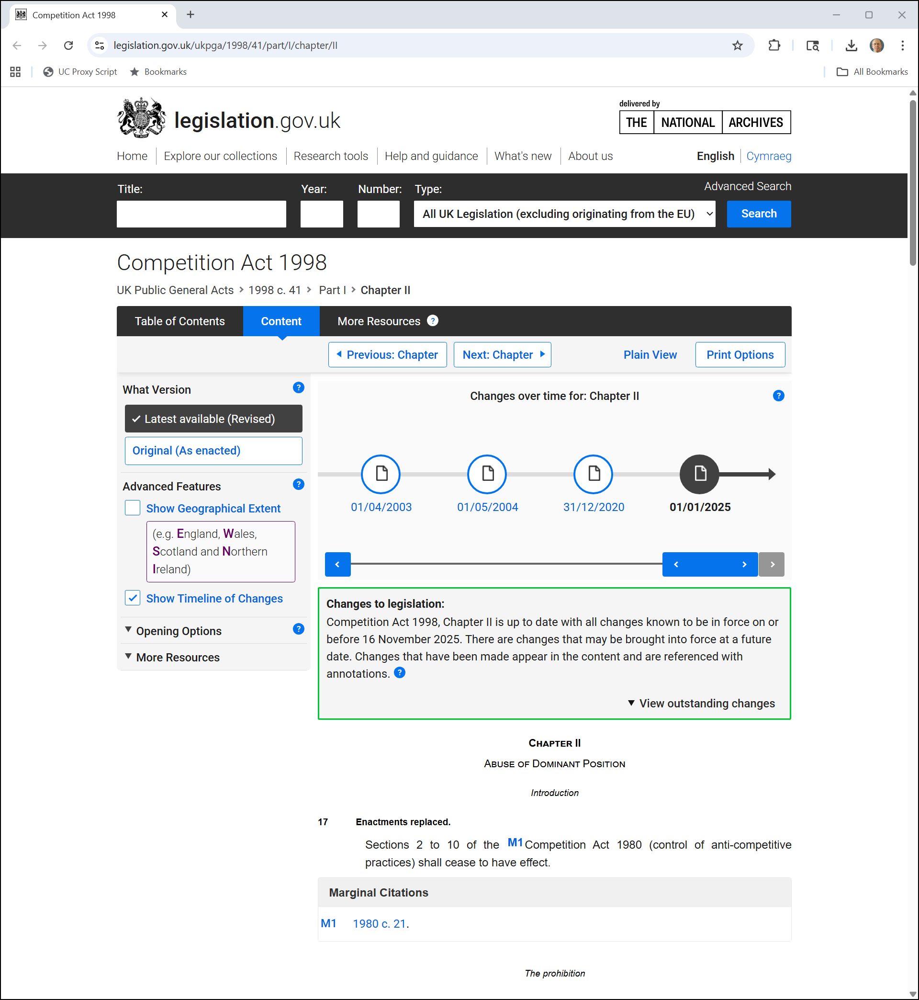 Competition Act 1998
legislation.gov.uk/ukpga/1998/41/part/I/chapter/II
UC Proxy Script
Bookmarks
All Bookmarks
legislation.gov.uk
delivered by
THE NATIONAL ARCHIVES
Home
Explore our collections
Research tools
Help and guidance
What's new
About us
English
Cymraeg
Title:
Year:
Number:
Type:
Advanced Search
All UK Legislation (excluding originating from the EU)
Search
Competition Act 1998
UK Public General Acts > 1998 c. 41 > Part I > Chapter II
Table of Contents
Content
More Resources ?
Previous: Chapter
Next: Chapter
Plain View
Print Options
What Version ?
Latest available (Revised)
Original (As enacted)
Advanced Features ?
Show Geographical Extent
(e.g. England, Wales,
Scotland and Northern
Ireland)
Show Timeline of Changes
Opening Options ?
More Resources
Changes over time for: Chapter II ?
01/04/2003
01/05/2004
31/12/2020
01/01/2025
Changes to legislation:
Competition Act 1998, Chapter II is up to date with all changes known to be in force on or
before 16 November 2025. There are changes that may be brought into force at a future
date. Changes that have been made appear in the content and are referenced with
annotations. ?
View outstanding changes
CHAPTER II
ABUSE OF DOMINANT POSITION
Introduction
17 Enactments replaced.
Sections 2 to 10 of the M1Competition Act 1980 (control of anti-competitive
practices) shall cease to have effect.
Marginal Citations
M1 1980 c. 21.
The prohibition